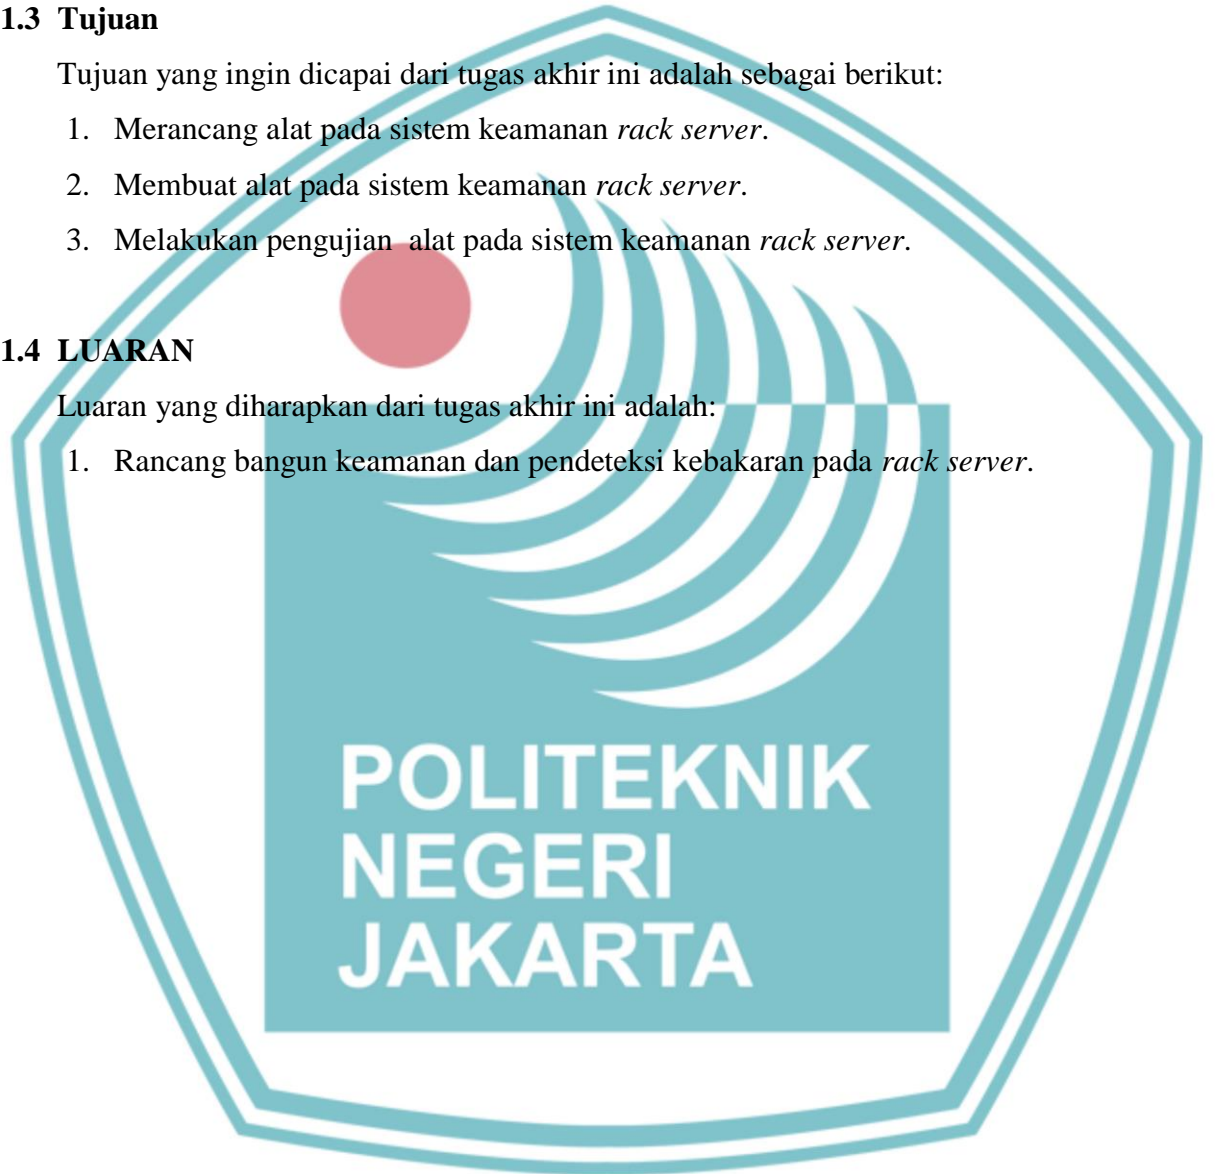 1.3 Tujuan
Tujuan yang ingin dicapai dari tugas akhir ini adalah sebagai berikut:
1. Merancang alat pada sistem keamanan rack server.
2. Membuat alat pada sistem keamanan rack server.
3. Melakukan pengujian alat pada sistem keamanan rack server.
1.4 LUARAN
Luaran yang diharapkan dari tugas akhir ini adalah:
1. Rancang bangun keamanan dan pendeteksi kebakaran pada rack server.
POLITEKNIK
NEGERI
JAKARTA